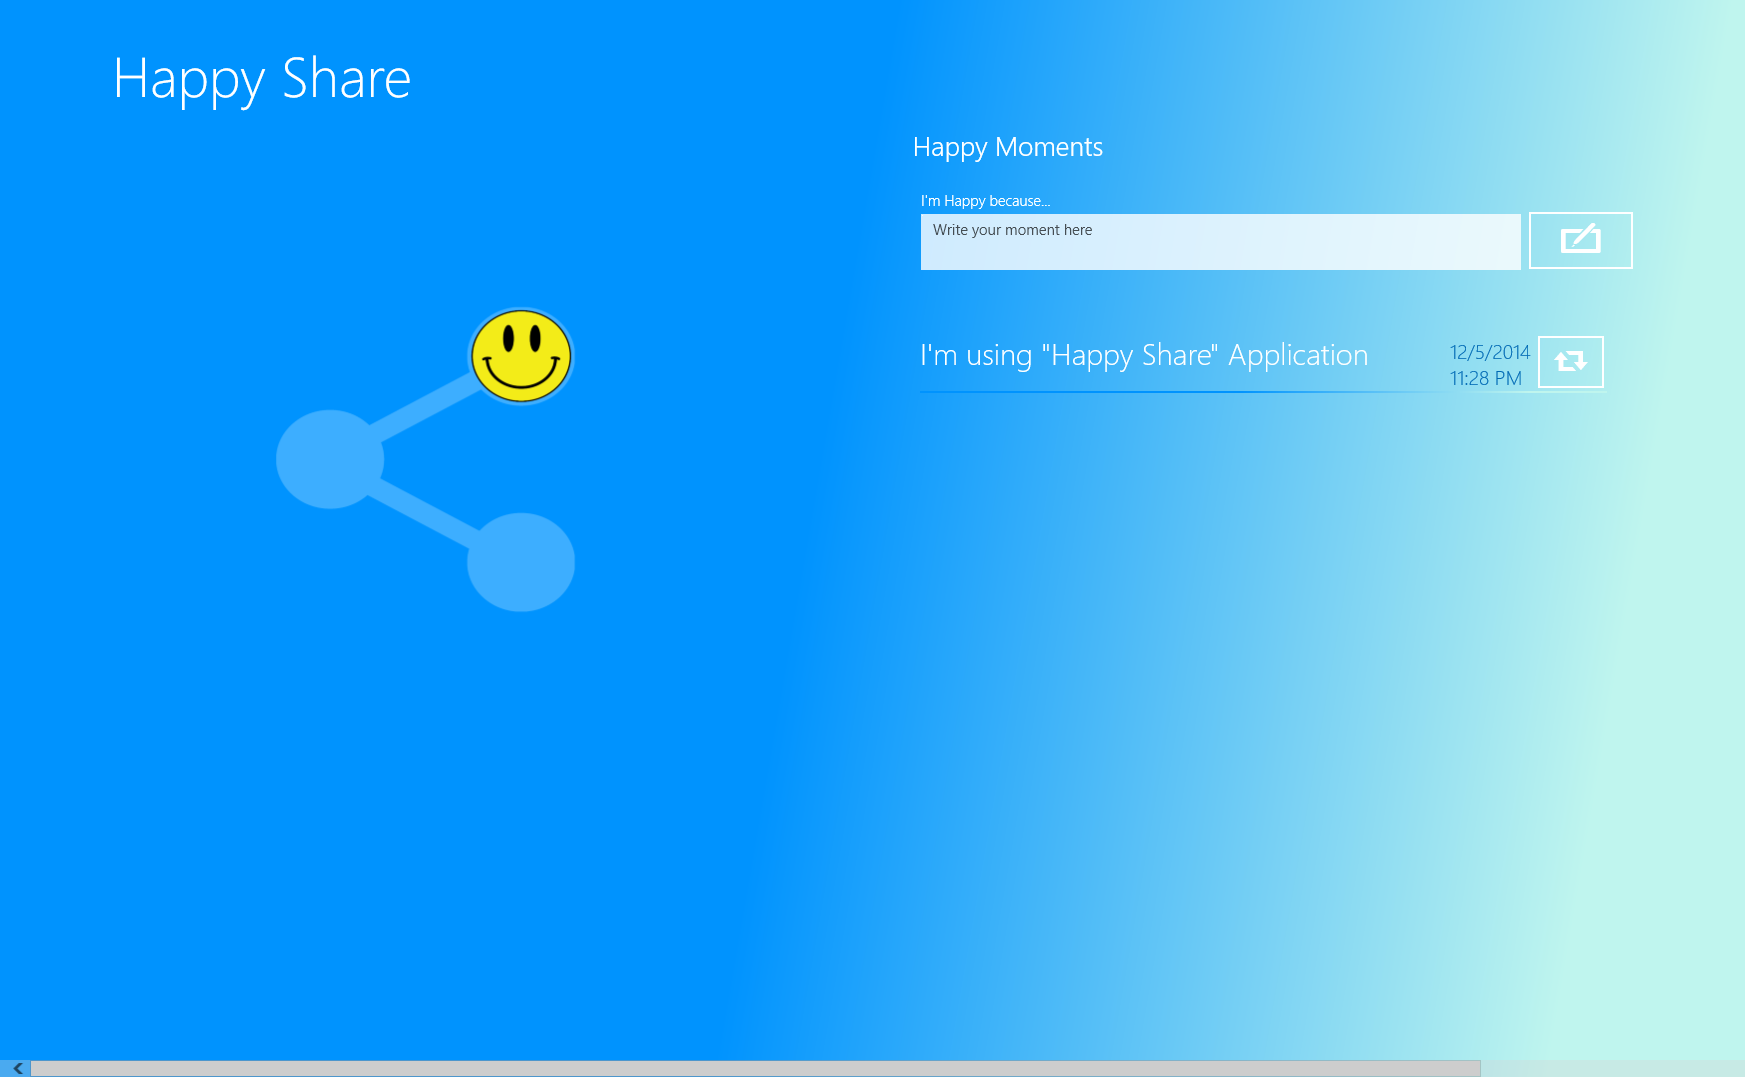 Happy Share
Happy Moments
I'm Happy because...
Write your moment here
I'm using "Happy Share" Application
12/5/2014
11:28 PM